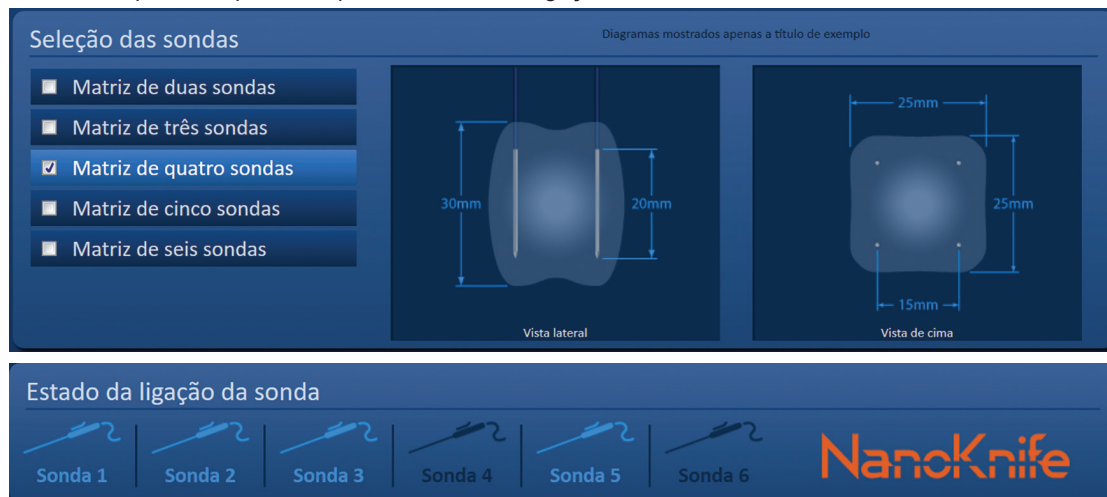 Seleção das sondas
Diagramas mostrados apenas a título de exemplo
Matriz de duas sondas
Matriz de três sondas
Matriz de quatro sondas
Matriz de cinco sondas
Matriz de seis sondas
30mm
20mm
Vista lateral
25mm
25mm
15mm
Vista de cima
Estado da ligação da sonda
Sonda 1
Sonda 2
Sonda 3
Sonda 4
Sonda 5
Sonda 6
NanoKnife